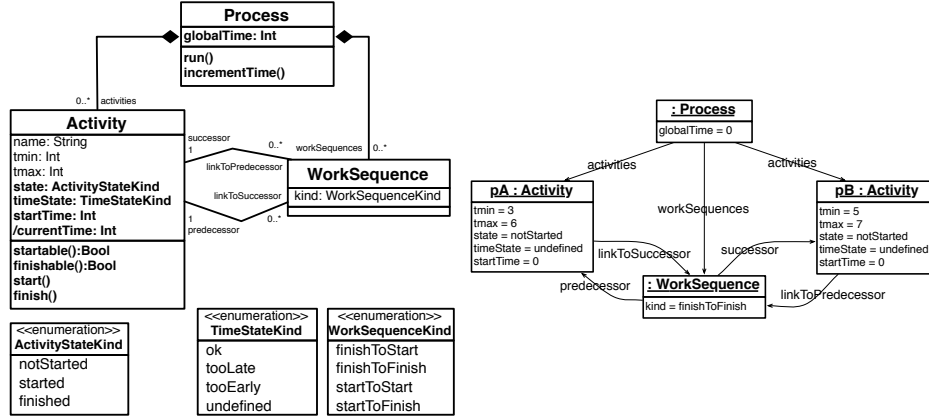 Process
globalTime: Int
run()
incrementTime()
0..*
activities
Activity
name: String
tmin: Int
tmax: Int
state: ActivityStateKind
timeState: TimeStateKind
startTime: Int
/currentTime: Int
startable():Bool
finishable():Bool
start()
finish()
successor
1
0..*
linkToPredecessor
linkToSuccessor
1
0..*
predecessor
workSequences
0..*
WorkSequence
kind: WorkSequenceKind
<<enumeration>>
ActivityStateKind
notStarted
started
finished
<<enumeration>>
TimeStateKind
ok
tooLate
tooEarly
undefined
<<enumeration>>
WorkSequenceKind
finishToStart
finishToFinish
startToStart
startToFinish
: Process
globalTime = 0
activities
activities
workSequences
pA : Activity
tmin = 3
tmax = 6
state = notStarted
timeState = undefined
startTime = 0
pB : Activity
tmin = 5
tmax = 7
state = notStarted
timeState = undefined
startTime = 0
linkToSuccessor
successor
predecessor
linkToPredecessor
: WorkSequence
kind = finishToFinish